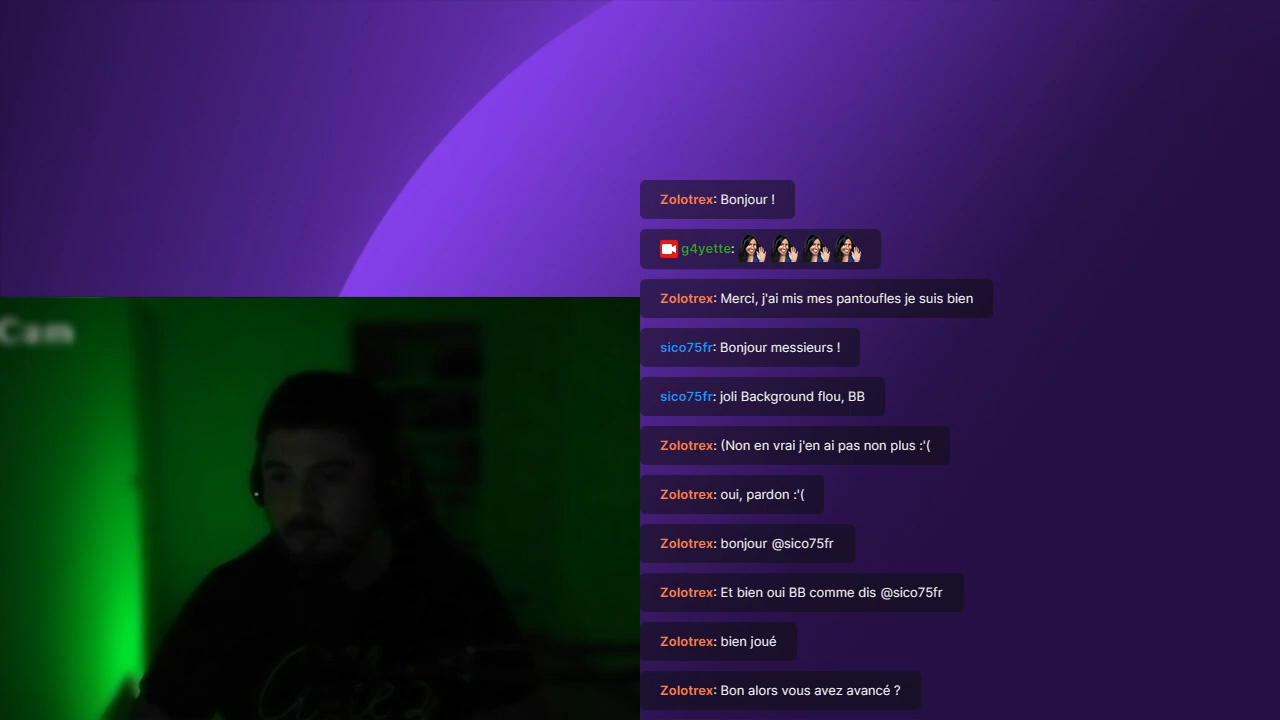 Cam
Zolotrex: Bonjour !
g4yette:
Zolotrex: Merci, j'ai mis mes pantoufles je suis bien
sico75fr: Bonjour messieurs !
sico75fr: joli Background flou, BB
Zolotrex: (Non en vrai j'en ai pas non plus :'(
Zolotrex: oui, pardon :'(
Zolotrex: bonjour @sico75fr
Zolotrex: Et bien oui BB comme dis @sico75fr
Zolotrex: bien joué
Zolotrex: Bon alors vous avez avancé ?